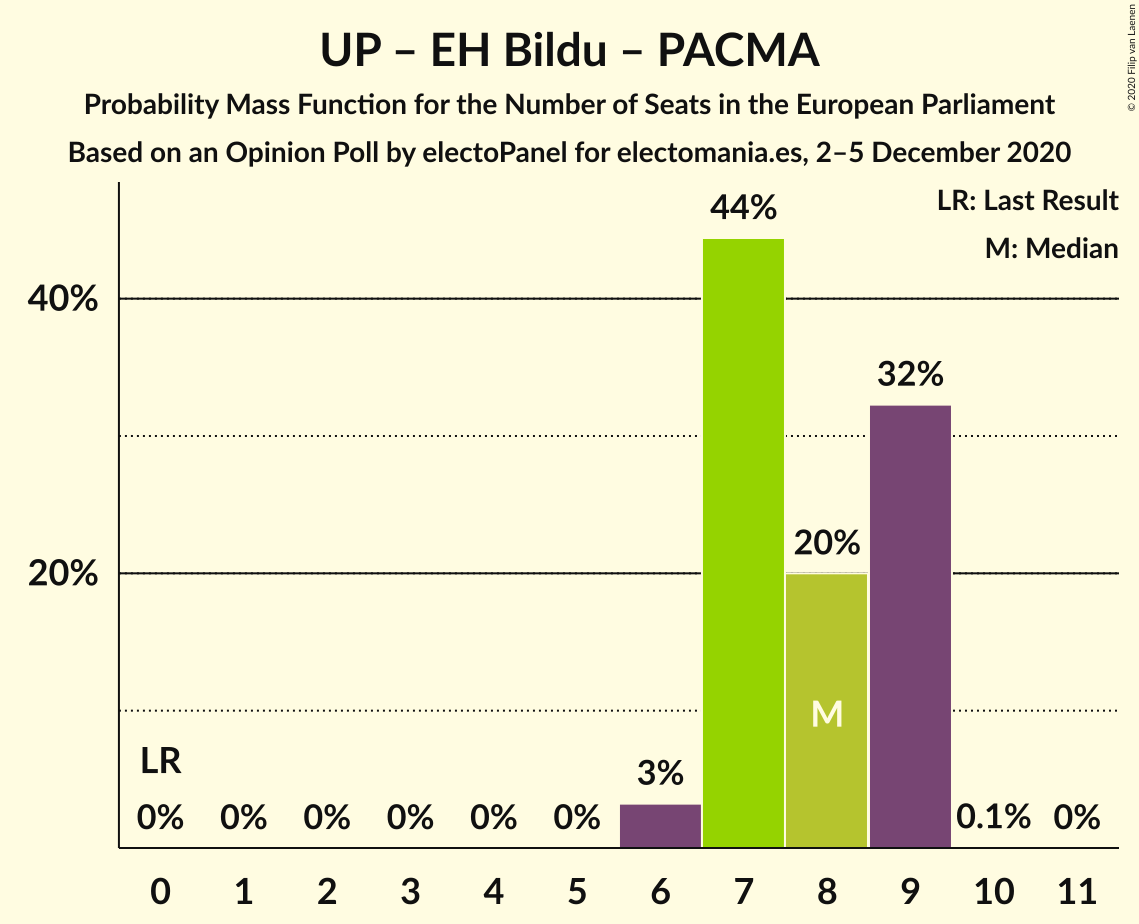 UP – EH Bildu – PACMA
Probability Mass Function for the Number of Seats in the European Parliament
Based on an Opinion Poll by electoPanel for electomania.es, 2–5 December 2020
© 2020 Filip van Laenen
LR: Last Result
M: Median
44%
40%
32%
20%
20%
M
LR
3%
0% 0% 0% 0% 0% 0% 0.1% 0%
0 1 2 3 4 5 6 7 8 9 10 11